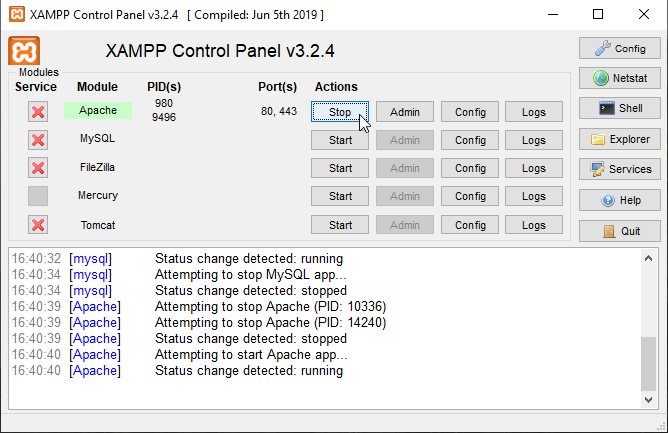 XAMPP Control Panel v3.2.4 [ Compiled: Jun 5th 2019 ]
XAMPP Control Panel v3.2.4
Config
Modules
Service Module PID(s) Port(s) Actions
Netstat
Apache 980 9496 80, 443 Stop Admin Config Logs
Shell
MySQL Start Admin Config Logs
Explorer
FileZilla Start Admin Config Logs
Services
Mercury Start Admin Config Logs
Help
Tomcat Start Admin Config Logs
Quit
16:40:32 [mysql] Status change detected: running
16:40:34 [mysql] Attempting to stop MySQL app...
16:40:34 [mysql] Status change detected: stopped
16:40:39 [Apache] Attempting to stop Apache (PID: 10336)
16:40:39 [Apache] Attempting to stop Apache (PID: 14240)
16:40:39 [Apache] Status change detected: stopped
16:40:40 [Apache] Attempting to start Apache app...
16:40:40 [Apache] Status change detected: running